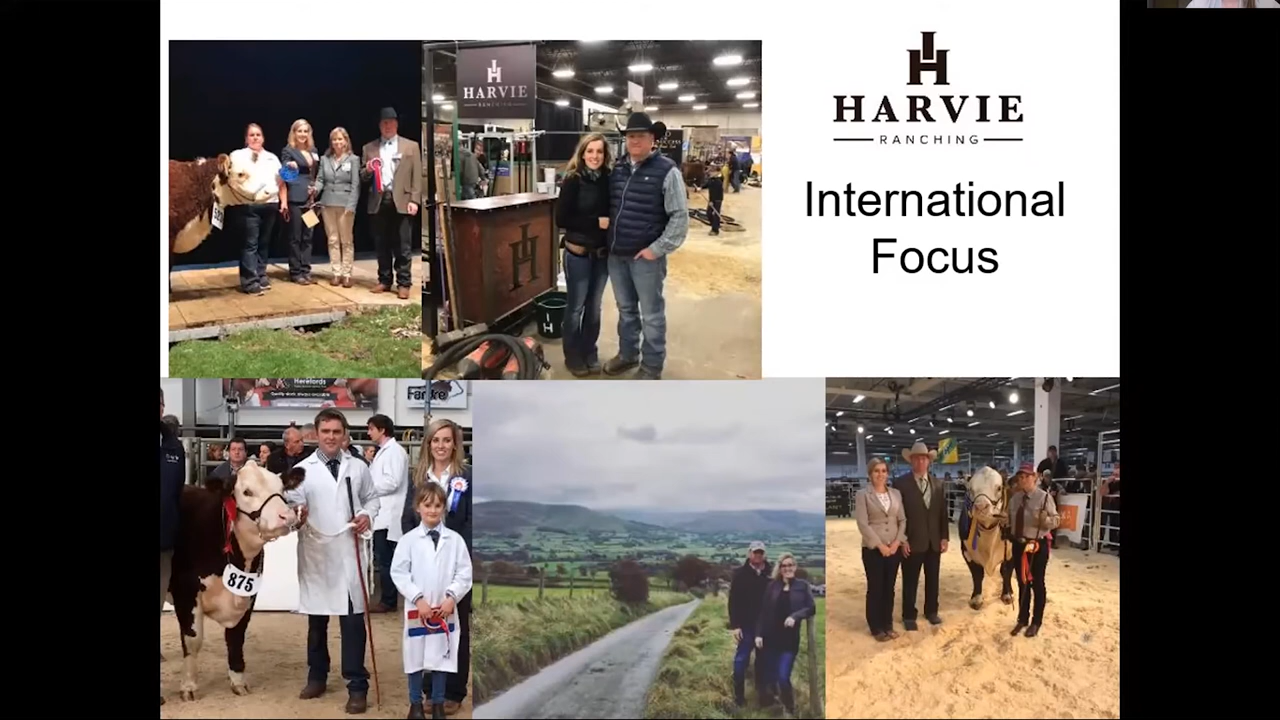 HARVIE
RANCHING
International
Focus
HARVIE
RANCHING
Herefords
875